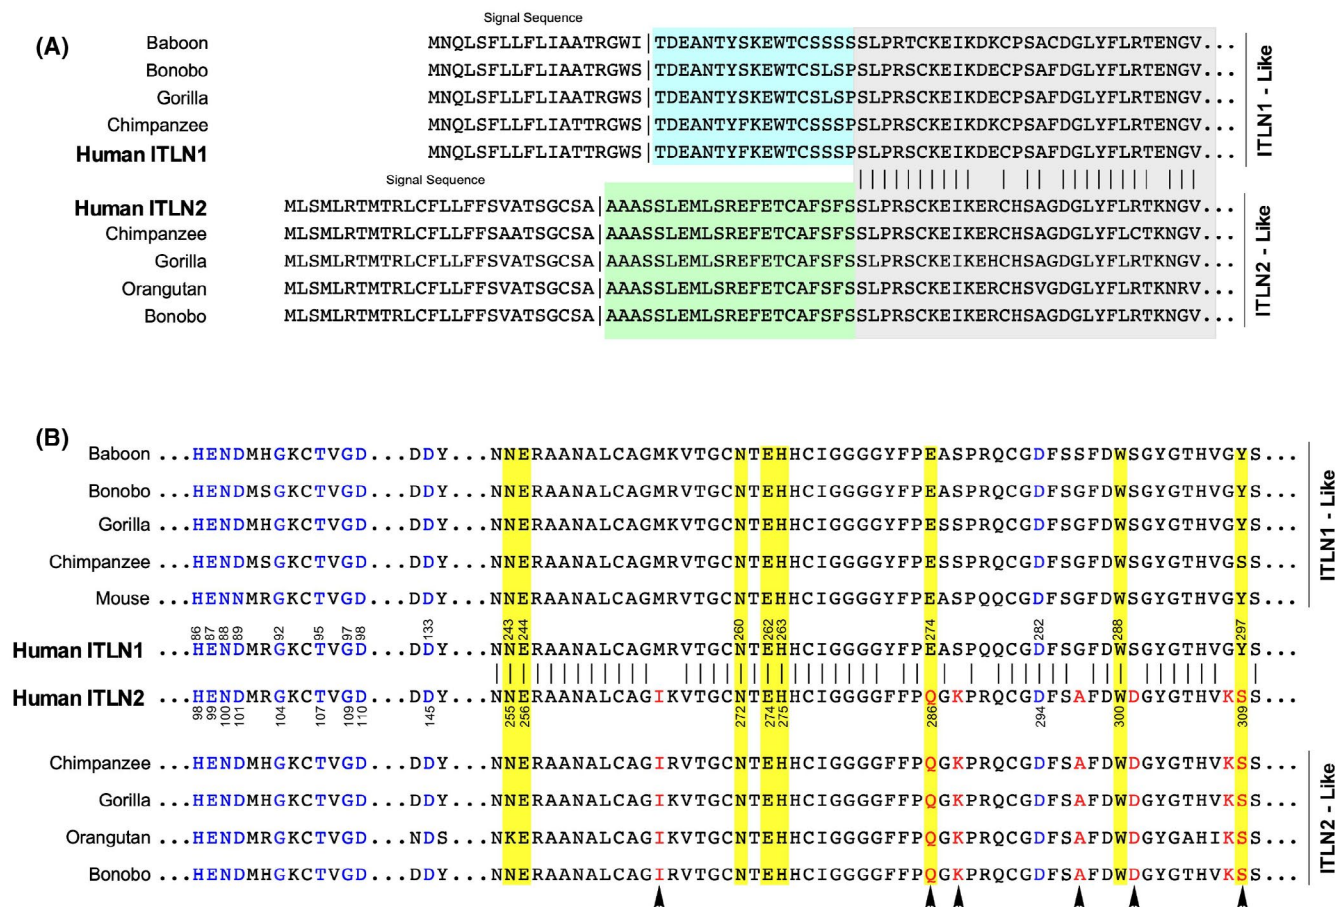 (A)
Signal Sequence
Baboon MNQLSFLLFLIAATRGWI|TDEANTYSKEWTCSSSSSLPRTCKEIKDKCPSACDGLYFLRTENGV...
Bonobo MNQLSFLLFLIAATRGWS|TDEANTYSKEWTCSLSPSLPRSCKEIKDECPSAFDGLYFLRTENGV...
Gorilla MNQLSFLLFLIAATRGWS|TDEANTYSKEWTCSLSPSLPRSCKEIKDECPSAFDGLYFLRTENGV...
Chimpanzee MNQLSFLLFLIATTRGWS|TDEANTYFKEWTCSSSPSLPRSCKEIKDKCPSAFDGLYFLRTENGV...
Human ITLN1 MNQLSFLLFLIATTRGWS|TDEANTYFKEWTCSSSPSLPRSCKEIKDECPSAFDGLYFLRTENGV...
ITLN1 - Like
Signal Sequence
Human ITLN2 MLSMLRTMTRLCFLLFFSVATSGCSA|AAASSLEMLSREFETCAFSFSSLPRSCKEIKERCHSAGDGLYFLRTKNGV...
Chimpanzee MLSMLRTMTRLCFLLFFSAATSGCSA|AAASSLEMLSREFETCAFSFSSLPRSCKEIKERCHSAGDGLYFLCTKNGV...
Gorilla MLSMLRTMTRLCFLLFFSVATSGCSA|AAASSLEMLSREFETCAFSFSSLPRSCKEIKEHCHSAGDGLYFLRTKNGV...
Orangutan MLSMLRTMTRLCFLLFFSVATSGCSA|AAASSLEMLSREFETCAFSFSSLPRSCKEIKERCHSVGDGLYFLRTKNRV...
Bonobo MLSMLRTMTRLCFLLFFSVATSGCSA|AAASSLEMLSREFETCAFSFSSLPRSCKEIKERCHSAGDGLYFLRTKNGV...
ITLN2 - Like
(B)
Baboon ...HENDMHGKCTVGD...DDY...NNERAANALCAGMKVTGCNTEHHCIGGGGYFPEASPRQCGDFSSFDWSGYGTHVGYS...
Bonobo ...HENDMSGKCTVGD...DDY...NNERAANALCAGMRVTGCNTEHHCIGGGGYFPEASPRQCGDFSGFDWSGYGTHVGYS...
Gorilla ...HENDMHGKCTVGD...DDY...NNERAANALCAGMKVTGCNTEHHCIGGGGYFPESSPRQCGDFSGFDWSGYGTHVGYS...
Chimpanzee ...HENDMRGKCTVGD...DDY...NNERAANALCAGMRVTGCNTEHHCIGGGGYFPESSPRQCGDFSGFDWSGYGTHVGSS...
Mouse ...HENNMRGKCTVGD...DDY...NNERAANALCAGMRVTGCNTEHHCIGGGGYFPEASPQQCGDFSGFDWSGYGTHVGYS...
86 87 88 89 92 95 97 98 133 243 244 260 262 263 274 282 288 297
Human ITLN1 ...HENDMRGKCTVGD...DDY...NNERAANALCAGMRVTGCNTEHHCIGGGGYFPEASPQQCGDFSGFDWSGYGTHVGYS...
Human ITLN2 ...HENDMRGKCTVGD...DDY...NNERAANALCAGIKVTGCNTEHHCIGGGGFFPQGKPRQCGDFSAFDWDGYGTHVKSS...
98 99 100 101 104 107 109 110 145 255 256 272 274 275 286 294 300 309
Chimpanzee ...HENDMHGKCTVGD...DDY...NNERAANALCAGIRVTGCNTEHHCIGGGGFFPQGKPRQCGDFSAFDWDGYGTHVKSS...
Gorilla ...HENDMHGKCTVGD...DDY...NNERAANALCAGIKVTGCNTEHHCIGGGGFFPQGKPRQCGDFSAFDWDGYGTHVKSS...
Orangutan ...HENDMHGKCTVGD...NDS...NKERAANALCAGIKVTGCNTEHHCIGGGGFFPQGKPRQCGDFSAFDWDGYGAHIKSS...
Bonobo ...HENDMHGKCTVGD...DDY...NNERAANALCAGIRVTGCNTEHHCIGGGGFFPQGKPRQCGDFSAFDWDGYGTHVKSS...
ITLN1 - Like
ITLN2 - Like